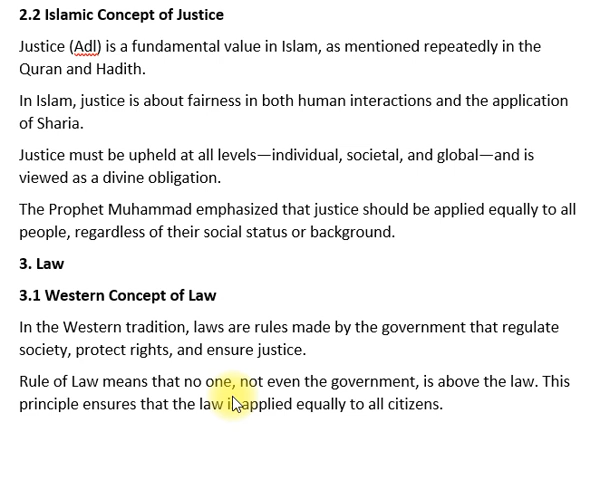 2.2 Islamic Concept of Justice
Justice (Adl) is a fundamental value in Islam, as mentioned repeatedly in the
Quran and Hadith.
In Islam, justice is about fairness in both human interactions and the application
of Sharia.
Justice must be upheld at all levels—individual, societal, and global—and is
viewed as a divine obligation.
The Prophet Muhammad emphasized that justice should be applied equally to all
people, regardless of their social status or background.
3. Law
3.1 Western Concept of Law
In the Western tradition, laws are rules made by the government that regulate
society, protect rights, and ensure justice.
Rule of Law means that no one, not even the government, is above the law. This
principle ensures that the law is applied equally to all citizens.